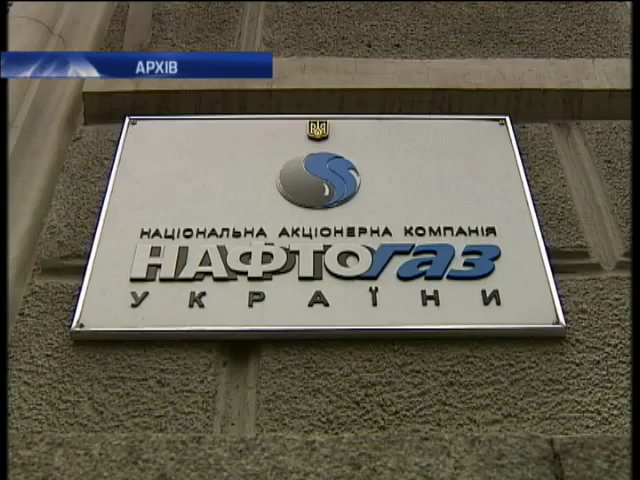 АРХІВ
НАЦІОНАЛЬНА АКЦІОНЕРНА КОМПАНІЯ
НАФТОГАЗ
УКРАЇНИ